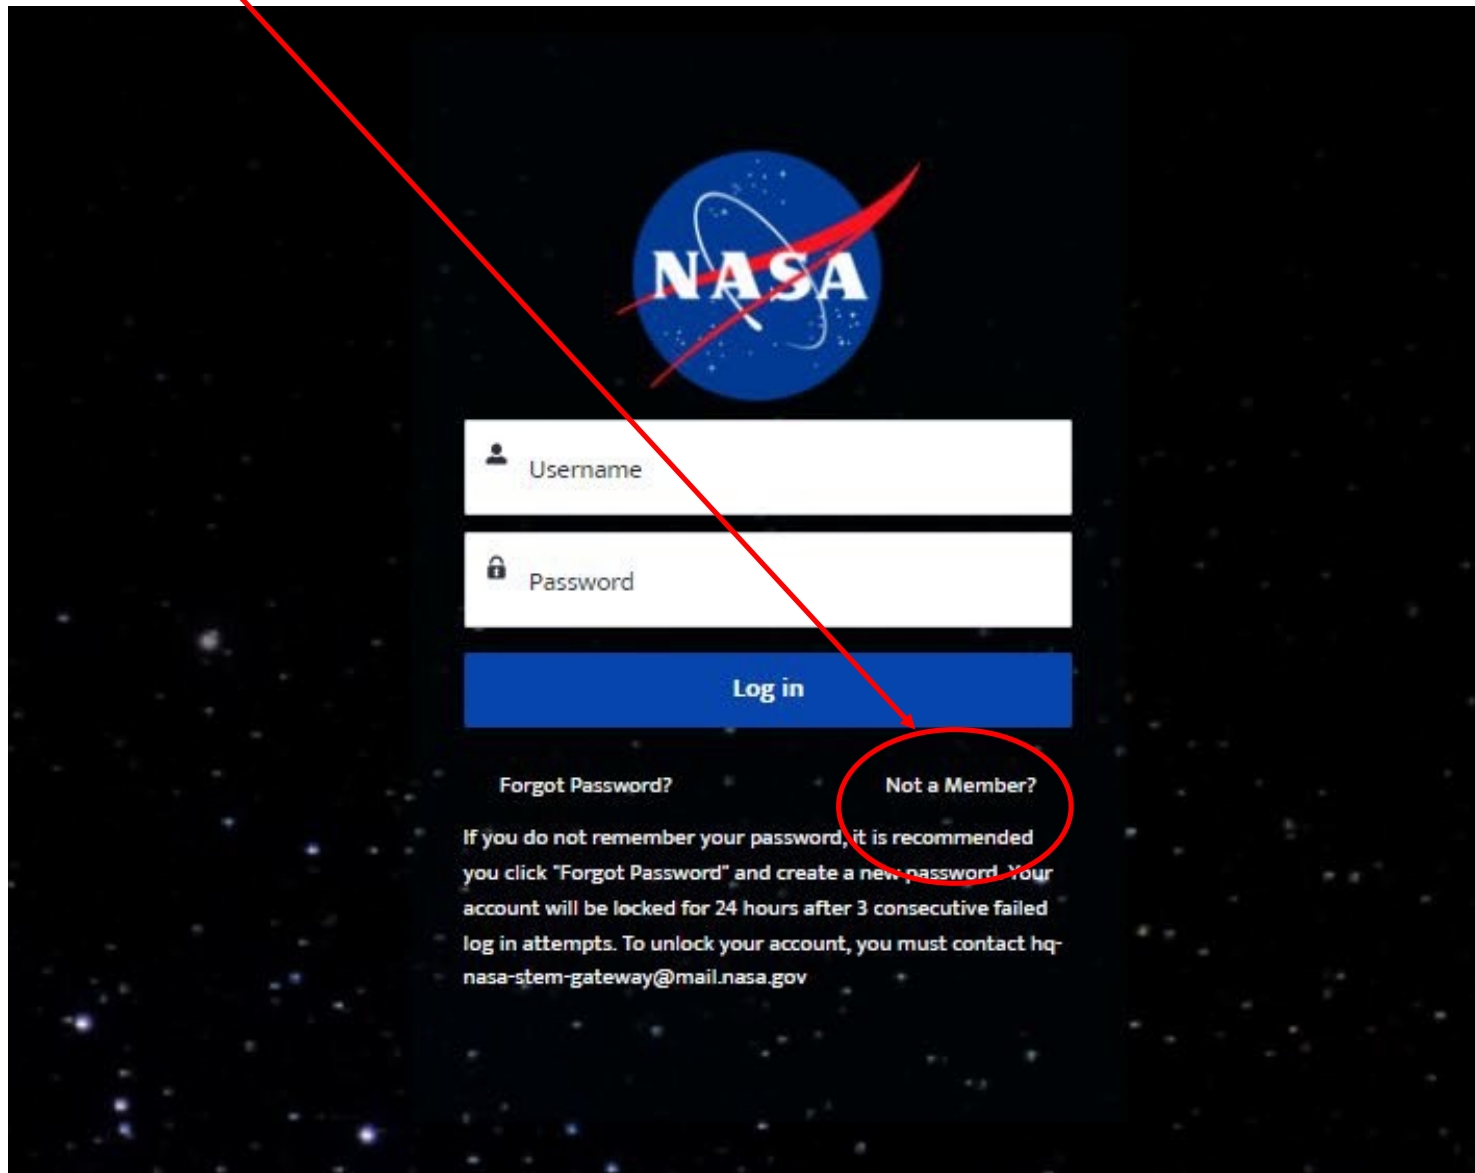 NASA
Username
Password
Log in
Forgot Password? Not a Member?
If you do not remember your password, it is recommended
you click "Forgot Password" and create a new password. Your
account will be locked for 24 hours after 3 consecutive failed
log in attempts. To unlock your account, you must contact hq-
nasa-stem-gateway@mail.nasa.gov